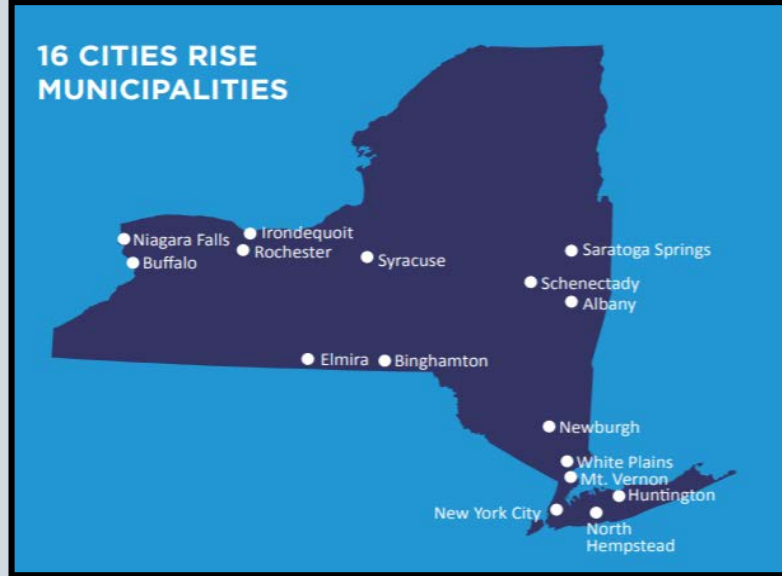 16 CITIES RISE
MUNICIPALITIES
Niagara Falls
Buffalo
Irondequoit
Rochester
Syracuse
Saratoga Springs
Schenectady
Albany
Elmira
Binghamton
Newburgh
White Plains
Mt. Vernon
Huntington
New York City
North
Hempstead